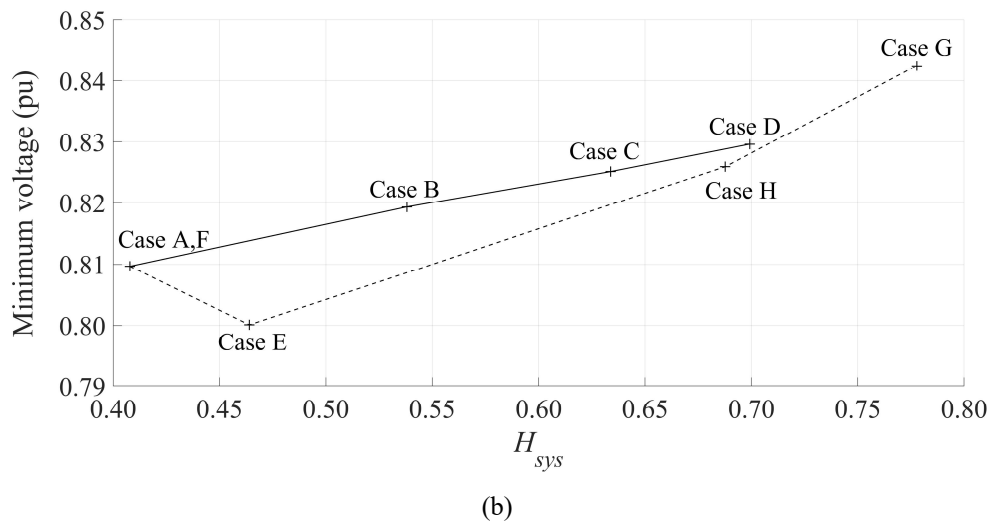 0.85
Case G
0.84
Minimum voltage (pu)
0.83
Case D
Case C
Case B
Case H
0.82
Case A,F
0.81
0.80
Case E
0.79
0.40 0.45 0.50 0.55 0.60 0.65 0.70 0.75 0.80
H_sys
(b)